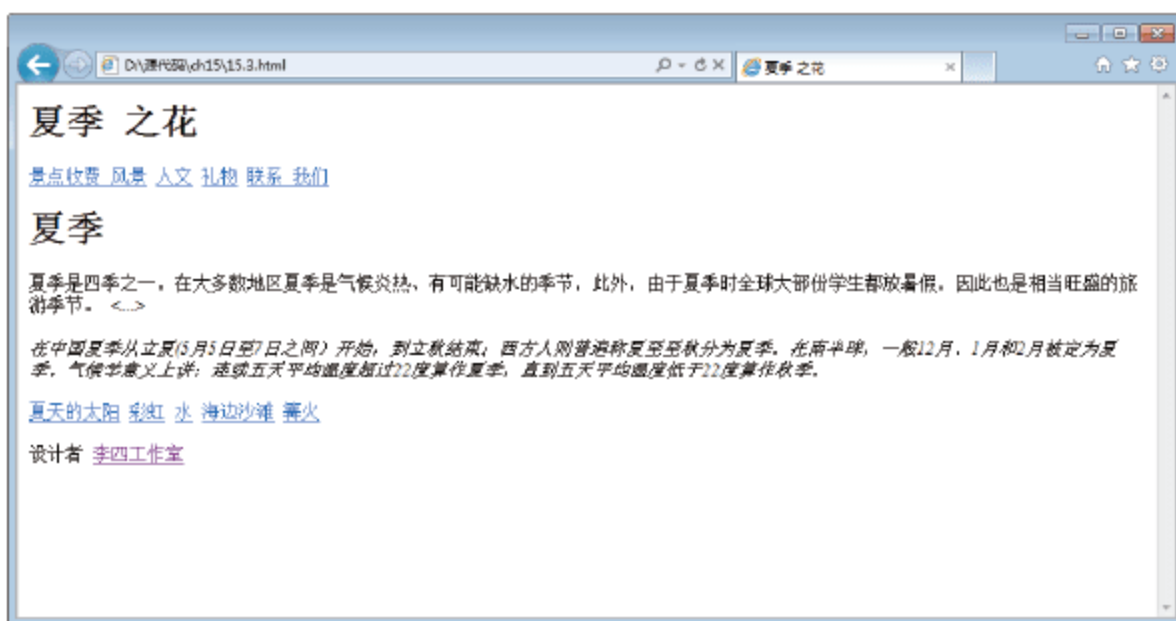 D:\源代码\ch15\15.3.html
夏季 之花
夏季 之花
景点收费 风景 人文 礼物 联系 我们
夏季
夏季是四季之一，在大多数地区夏季是气候炎热、有可能缺水的季节，此外，由于夏季时全球大部份学生都放暑假，因此也是相当旺盛的旅
游季节。 <...>
在中国夏季从立夏(5月5日至7日之间）开始，到立秋结束；西方人则普遍称夏至至秋分为夏季。在南半球，一般12月、1月和2月被定为夏
季。气候学意义上讲：连续五天平均温度超过22度算作夏季，直到五天平均温度低于22度算作秋季。
夏天的太阳 彩虹 水 海边沙滩 篝火
设计者 李四工作室